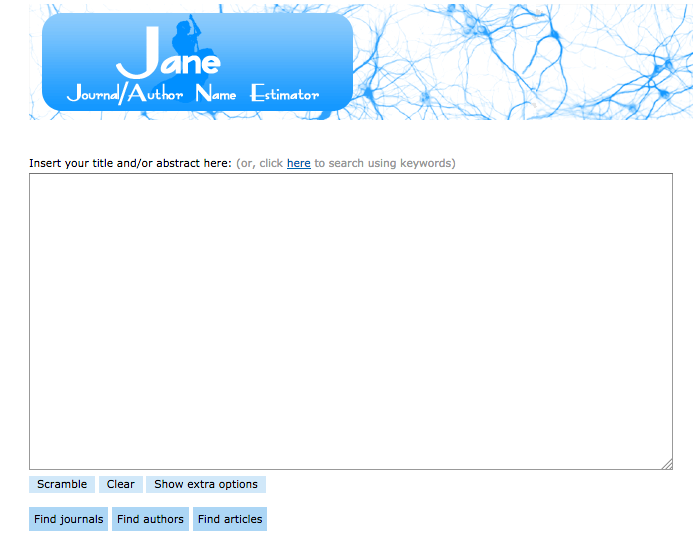 Jane
Journal/Author Name Estimator
Insert your title and/or abstract here: (or, click here to search using keywords)
Scramble Clear Show extra options
Find journals Find authors Find articles